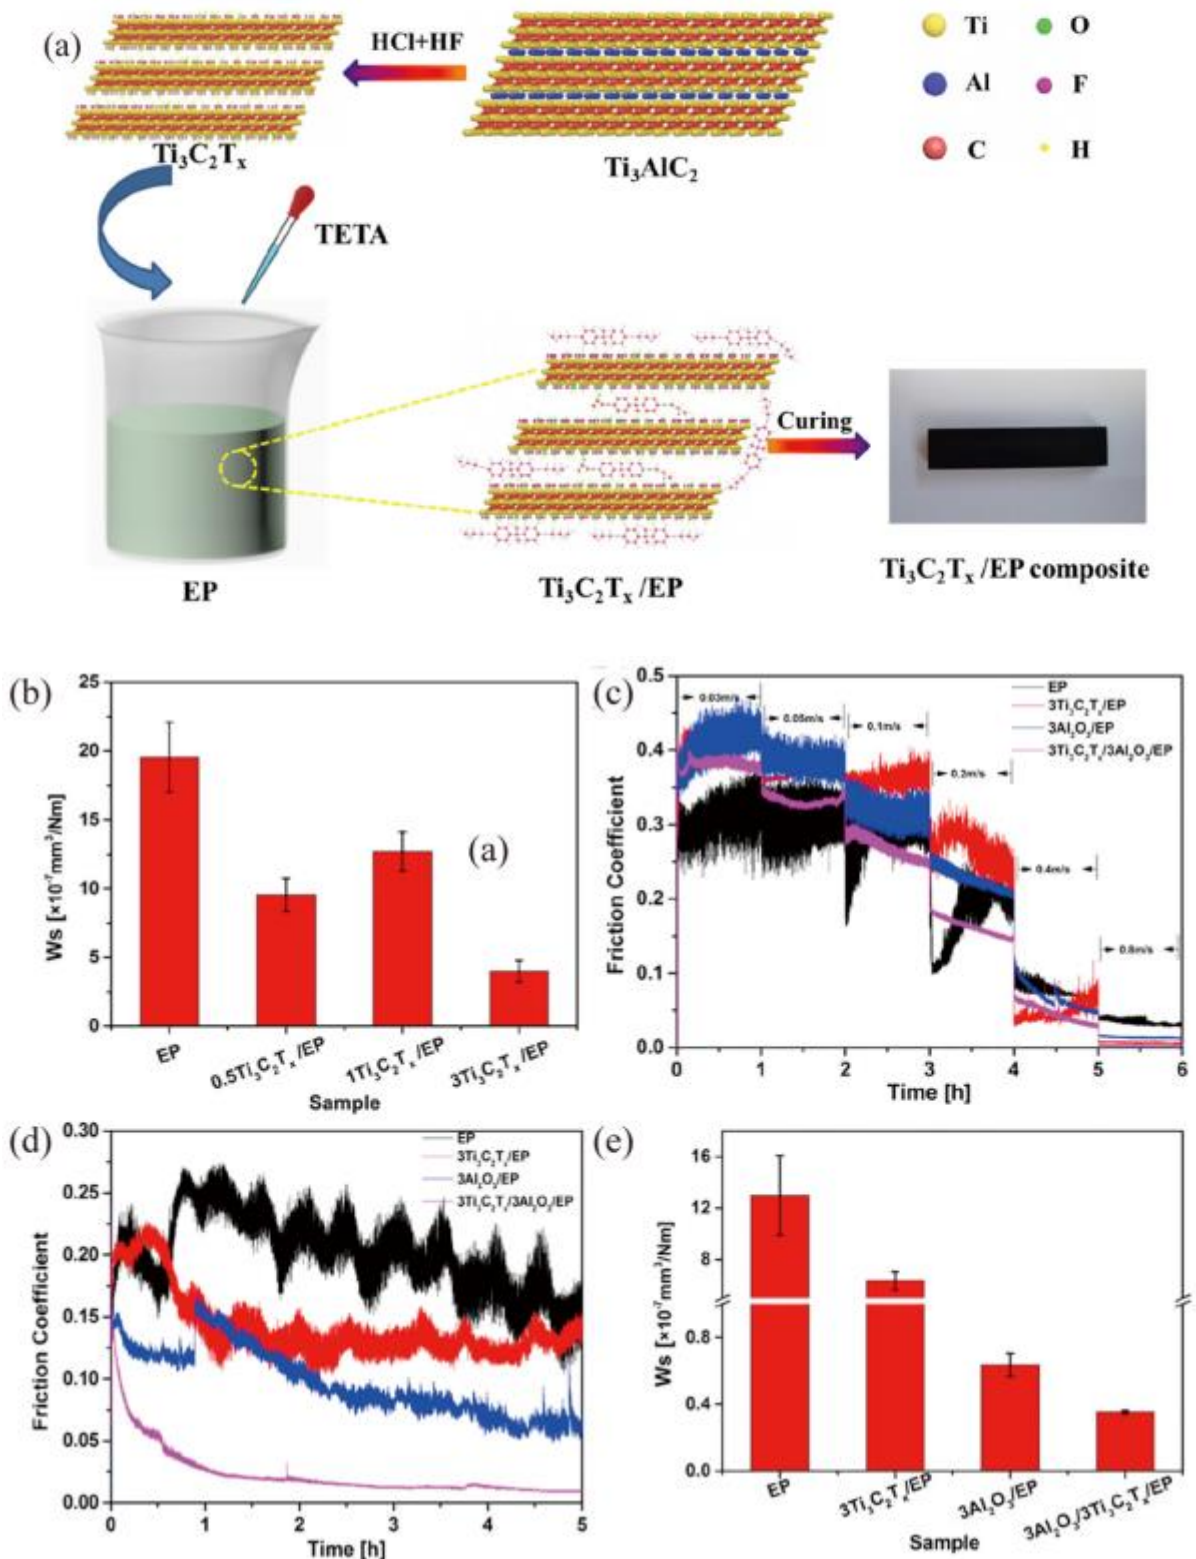 (a)
HCl+HF
Ti
O
Al
F
C
H
Ti₃C₂Tₓ
Ti₃AlC₂
TETA
Curing
EP
Ti₃C₂Tₓ /EP
Ti₃C₂Tₓ /EP composite
(b)
25
20
15
10
5
0
Ws [×10⁻⁷mm³/Nm]
(a)
EP
0.5Ti₃C₂Tₓ /EP
1Ti₃C₂Tₓ /EP
3Ti₃C₂Tₓ /EP
Sample
(c)
0.5
0.4
0.3
0.2
0.1
0.0
Friction Coefficient
EP
3Ti₃C₂Tₓ/EP
3Al₂O₃/EP
3Ti₃C₂Tₓ/3Al₂O₃/EP
0.03m/s
0.05m/s
0.1m/s
0.2m/s
0.4m/s
0 1 2 3 4 5 6
Time [h]
(d)
0.30
0.25
0.20
0.15
0.10
0.05
0.00
Friction Coefficient
EP
3Ti₃C₂Tₓ/EP
3Al₂O₃/EP
3Ti₃C₂Tₓ/3Al₂O₃/EP
0 1 2 3 4 5
Time [h]
(e)
16
12
8
0.8
0.4
0.0
Ws [×10⁻⁷mm³/Nm]
EP
3Ti₃C₂Tₓ/EP
3Al₂O₃/EP
3Al₂O₃/3Ti₃C₂Tₓ/EP
Sample